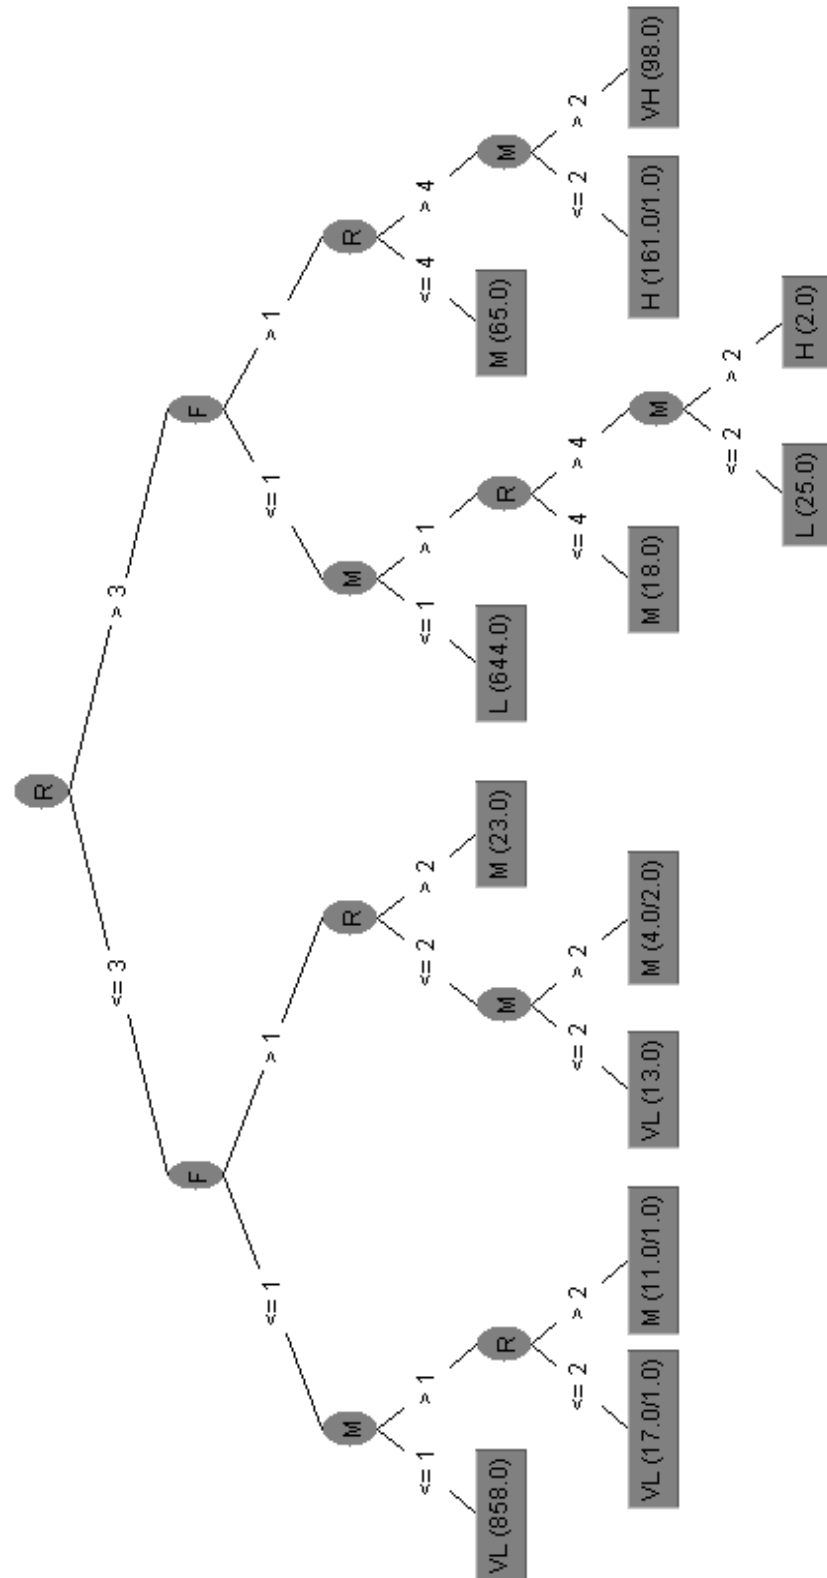 R
<= 3
> 3
F
F
<= 1
> 1
<= 1
> 1
M
R
M
R
<= 1
> 1
<= 2
> 2
<= 1
> 1
<= 4
> 4
VL (858.0)
R
M
M (23.0)
L (644.0)
R
M (65.0)
M
<= 2
> 2
<= 2
> 2
<= 4
> 4
<= 2
> 2
VL (17.0/1.0)
M (11.0/1.0)
VL (13.0)
M (4.0/2.0)
M (18.0)
M
H (161.0/1.0)
VH (98.0)
<= 2
> 2
L (25.0)
H (2.0)